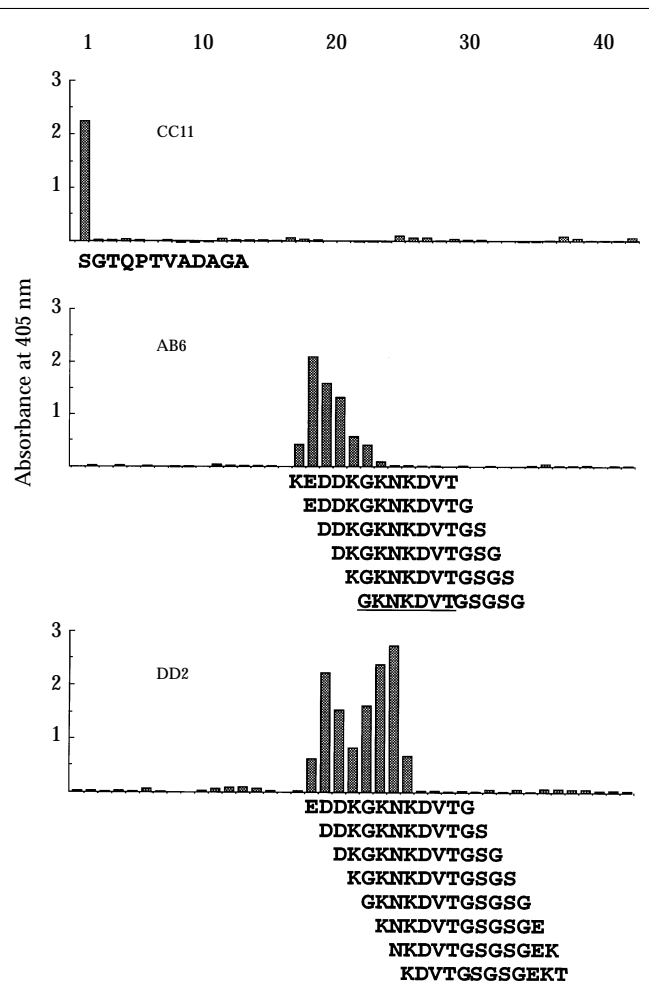 1 10 20 30 40
Absorbance at 405 nm
3
2
1
CC11
SGTQPTVADAGA
3
2
1
AB6
KEDDKGKNKDVT
EDDKGKNKDVTG
DDKGKNKDVTGS
DKGKNKDVTGSG
KGKNKDVTGSGS
GKNKDVTGSGSG
3
2
1
DD2
EDDKGKNKDVTG
DDKGKNKDVTGS
DKGKNKDVTGSG
KGKNKDVTGSGS
GKNKDVTGSGSG
KNKDVTGSGSGE
NKDVTGSGSGEK
KDVTGSGSGEKT